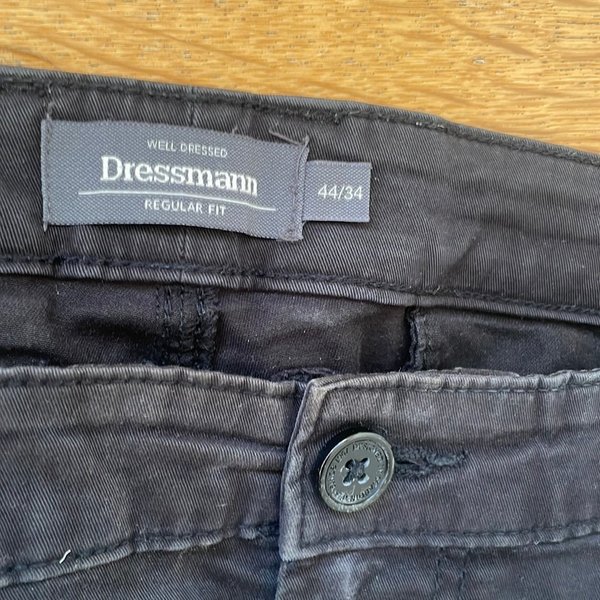 WELL DRESSED
Dressmann
REGULAR FIT
44/34